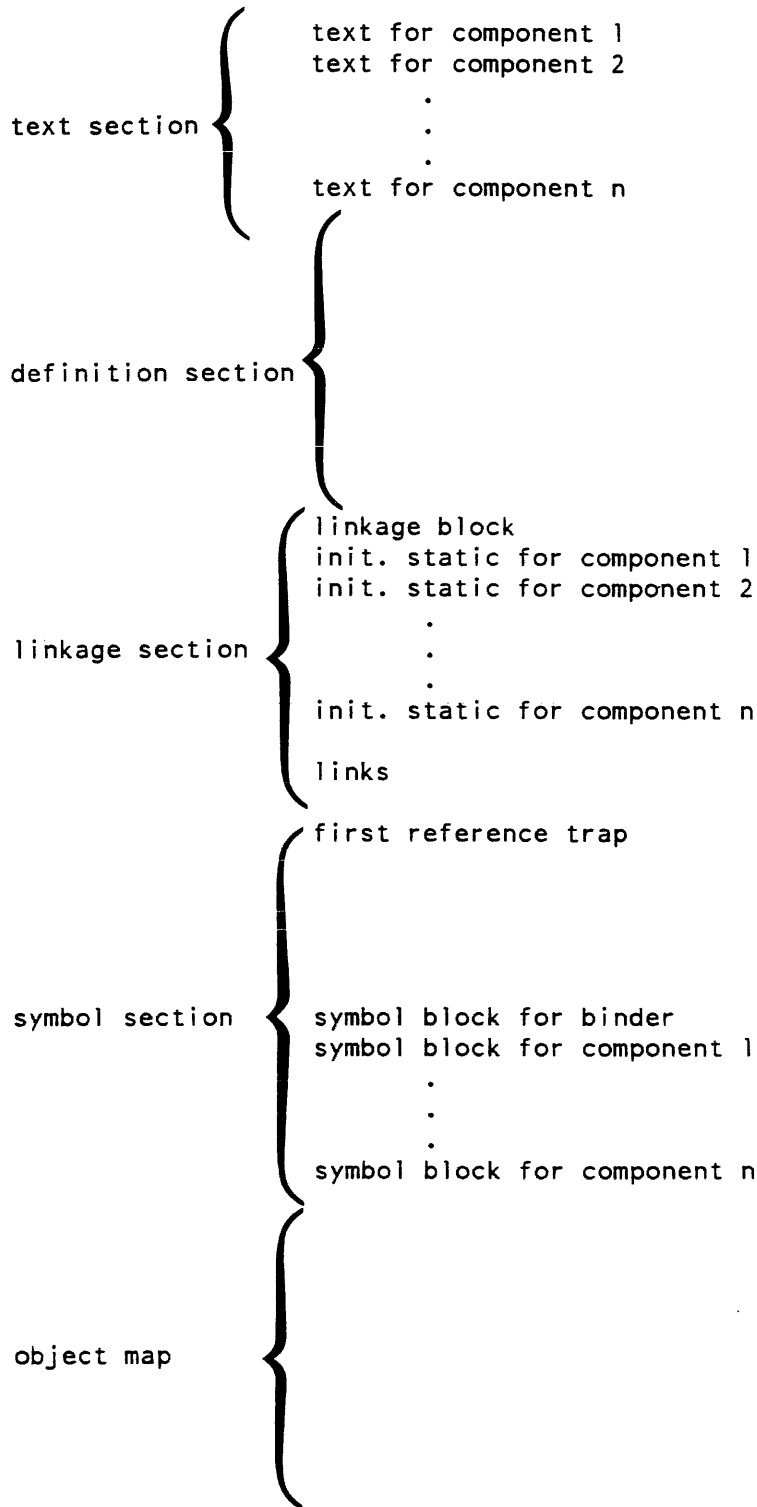 text for component 1
text for component 2
.
text section
.
.
text for component n
definition section
linkage block
init. static for component 1
init. static for component 2
.
linkage section
.
.
init. static for component n
links
first reference trap
symbol section
symbol block for binder
symbol block for component 1
.
.
.
symbol block for component n
object map